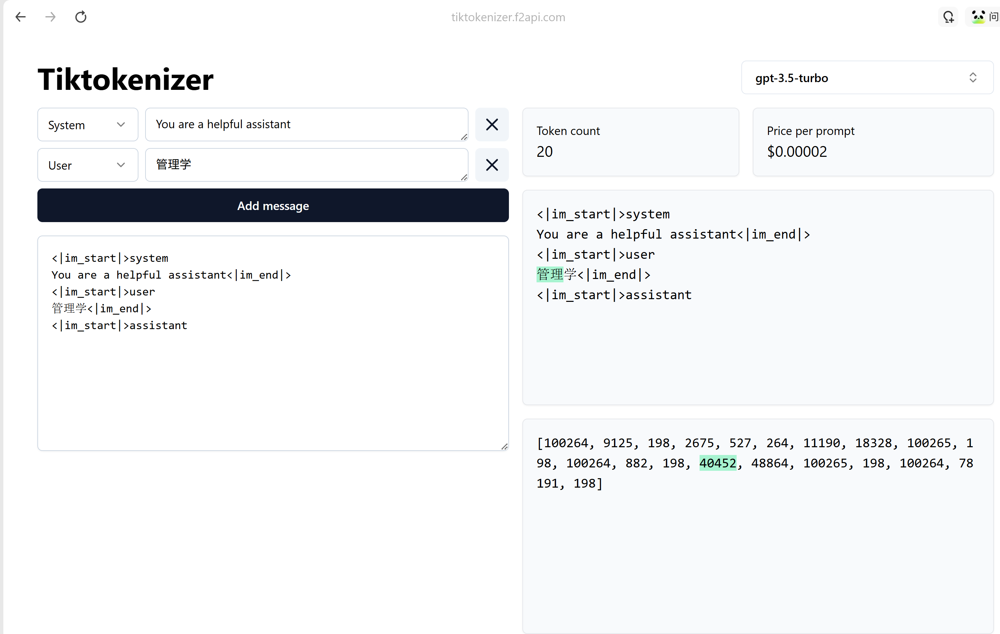 tiktokenizer.f2api.com
问
Tiktokenizer
gpt-3.5-turbo
System
You are a helpful assistant
User
管理学
Add message
<|im_start|>system
You are a helpful assistant<|im_end|>
<|im_start|>user
管理学<|im_end|>
<|im_start|>assistant
Token count
20
Price per prompt
$0.00002
<|im_start|>system
You are a helpful assistant<|im_end|>
<|im_start|>user
管理学<|im_end|>
<|im_start|>assistant
[100264, 9125, 198, 2675, 527, 264, 11190, 18328, 100265, 1
98, 100264, 882, 198, 40452, 48864, 100265, 198, 100264, 78
191, 198]